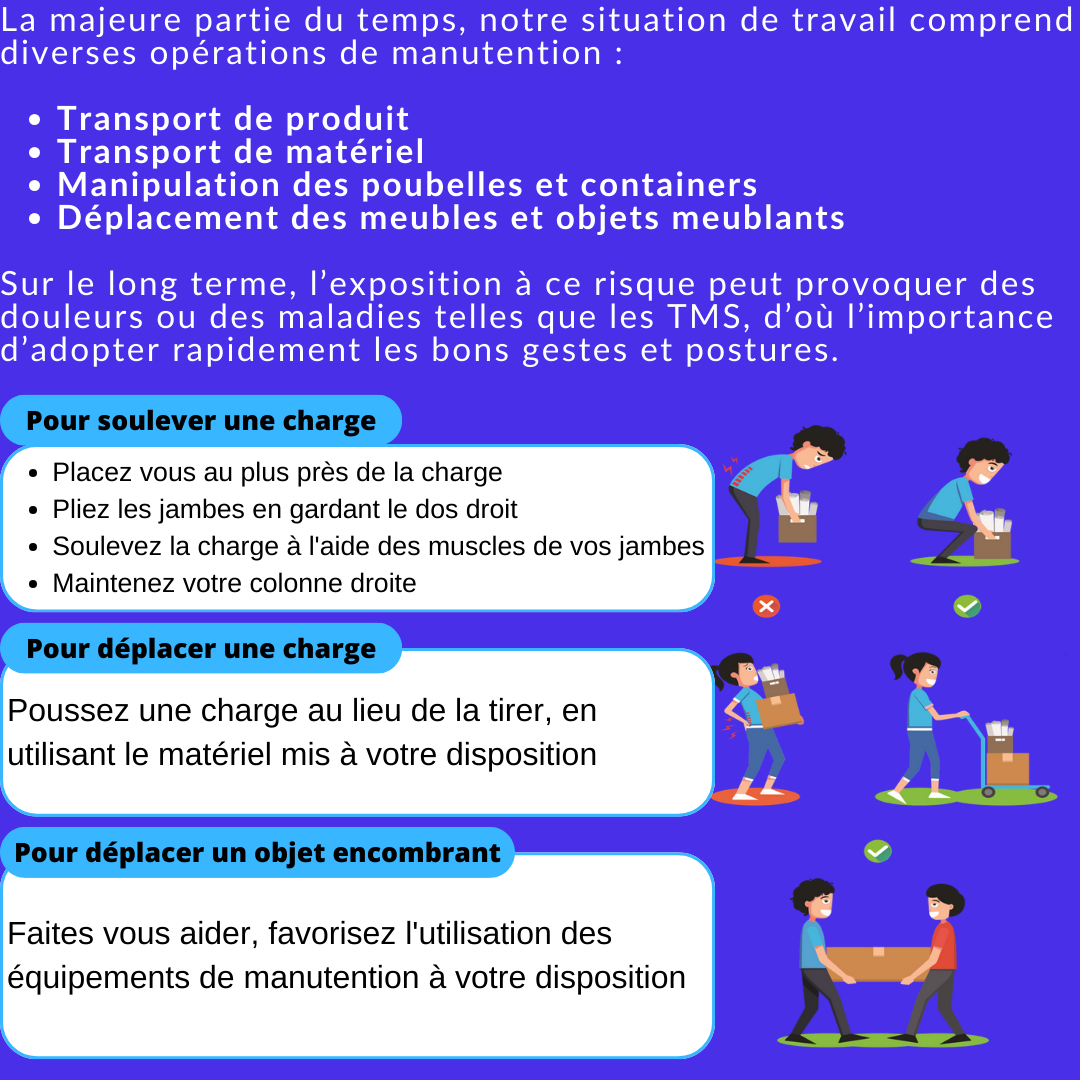 La majeure partie du temps, notre situation de travail comprend
diverses opérations de manutention :
• Transport de produit
• Transport de matériel
• Manipulation des poubelles et containers
• Déplacement des meubles et objets meublants
Sur le long terme, l’exposition à ce risque peut provoquer des
douleurs ou des maladies telles que les TMS, d’où l’importance
d’adopter rapidement les bons gestes et postures.
Pour soulever une charge
• Placez vous au plus près de la charge
• Pliez les jambes en gardant le dos droit
• Soulevez la charge à l'aide des muscles de vos jambes
• Maintenez votre colonne droite
Pour déplacer une charge
Poussez une charge au lieu de la tirer, en
utilisant le matériel mis à votre disposition
Pour déplacer un objet encombrant
Faites vous aider, favorisez l'utilisation des
équipements de manutention à votre disposition